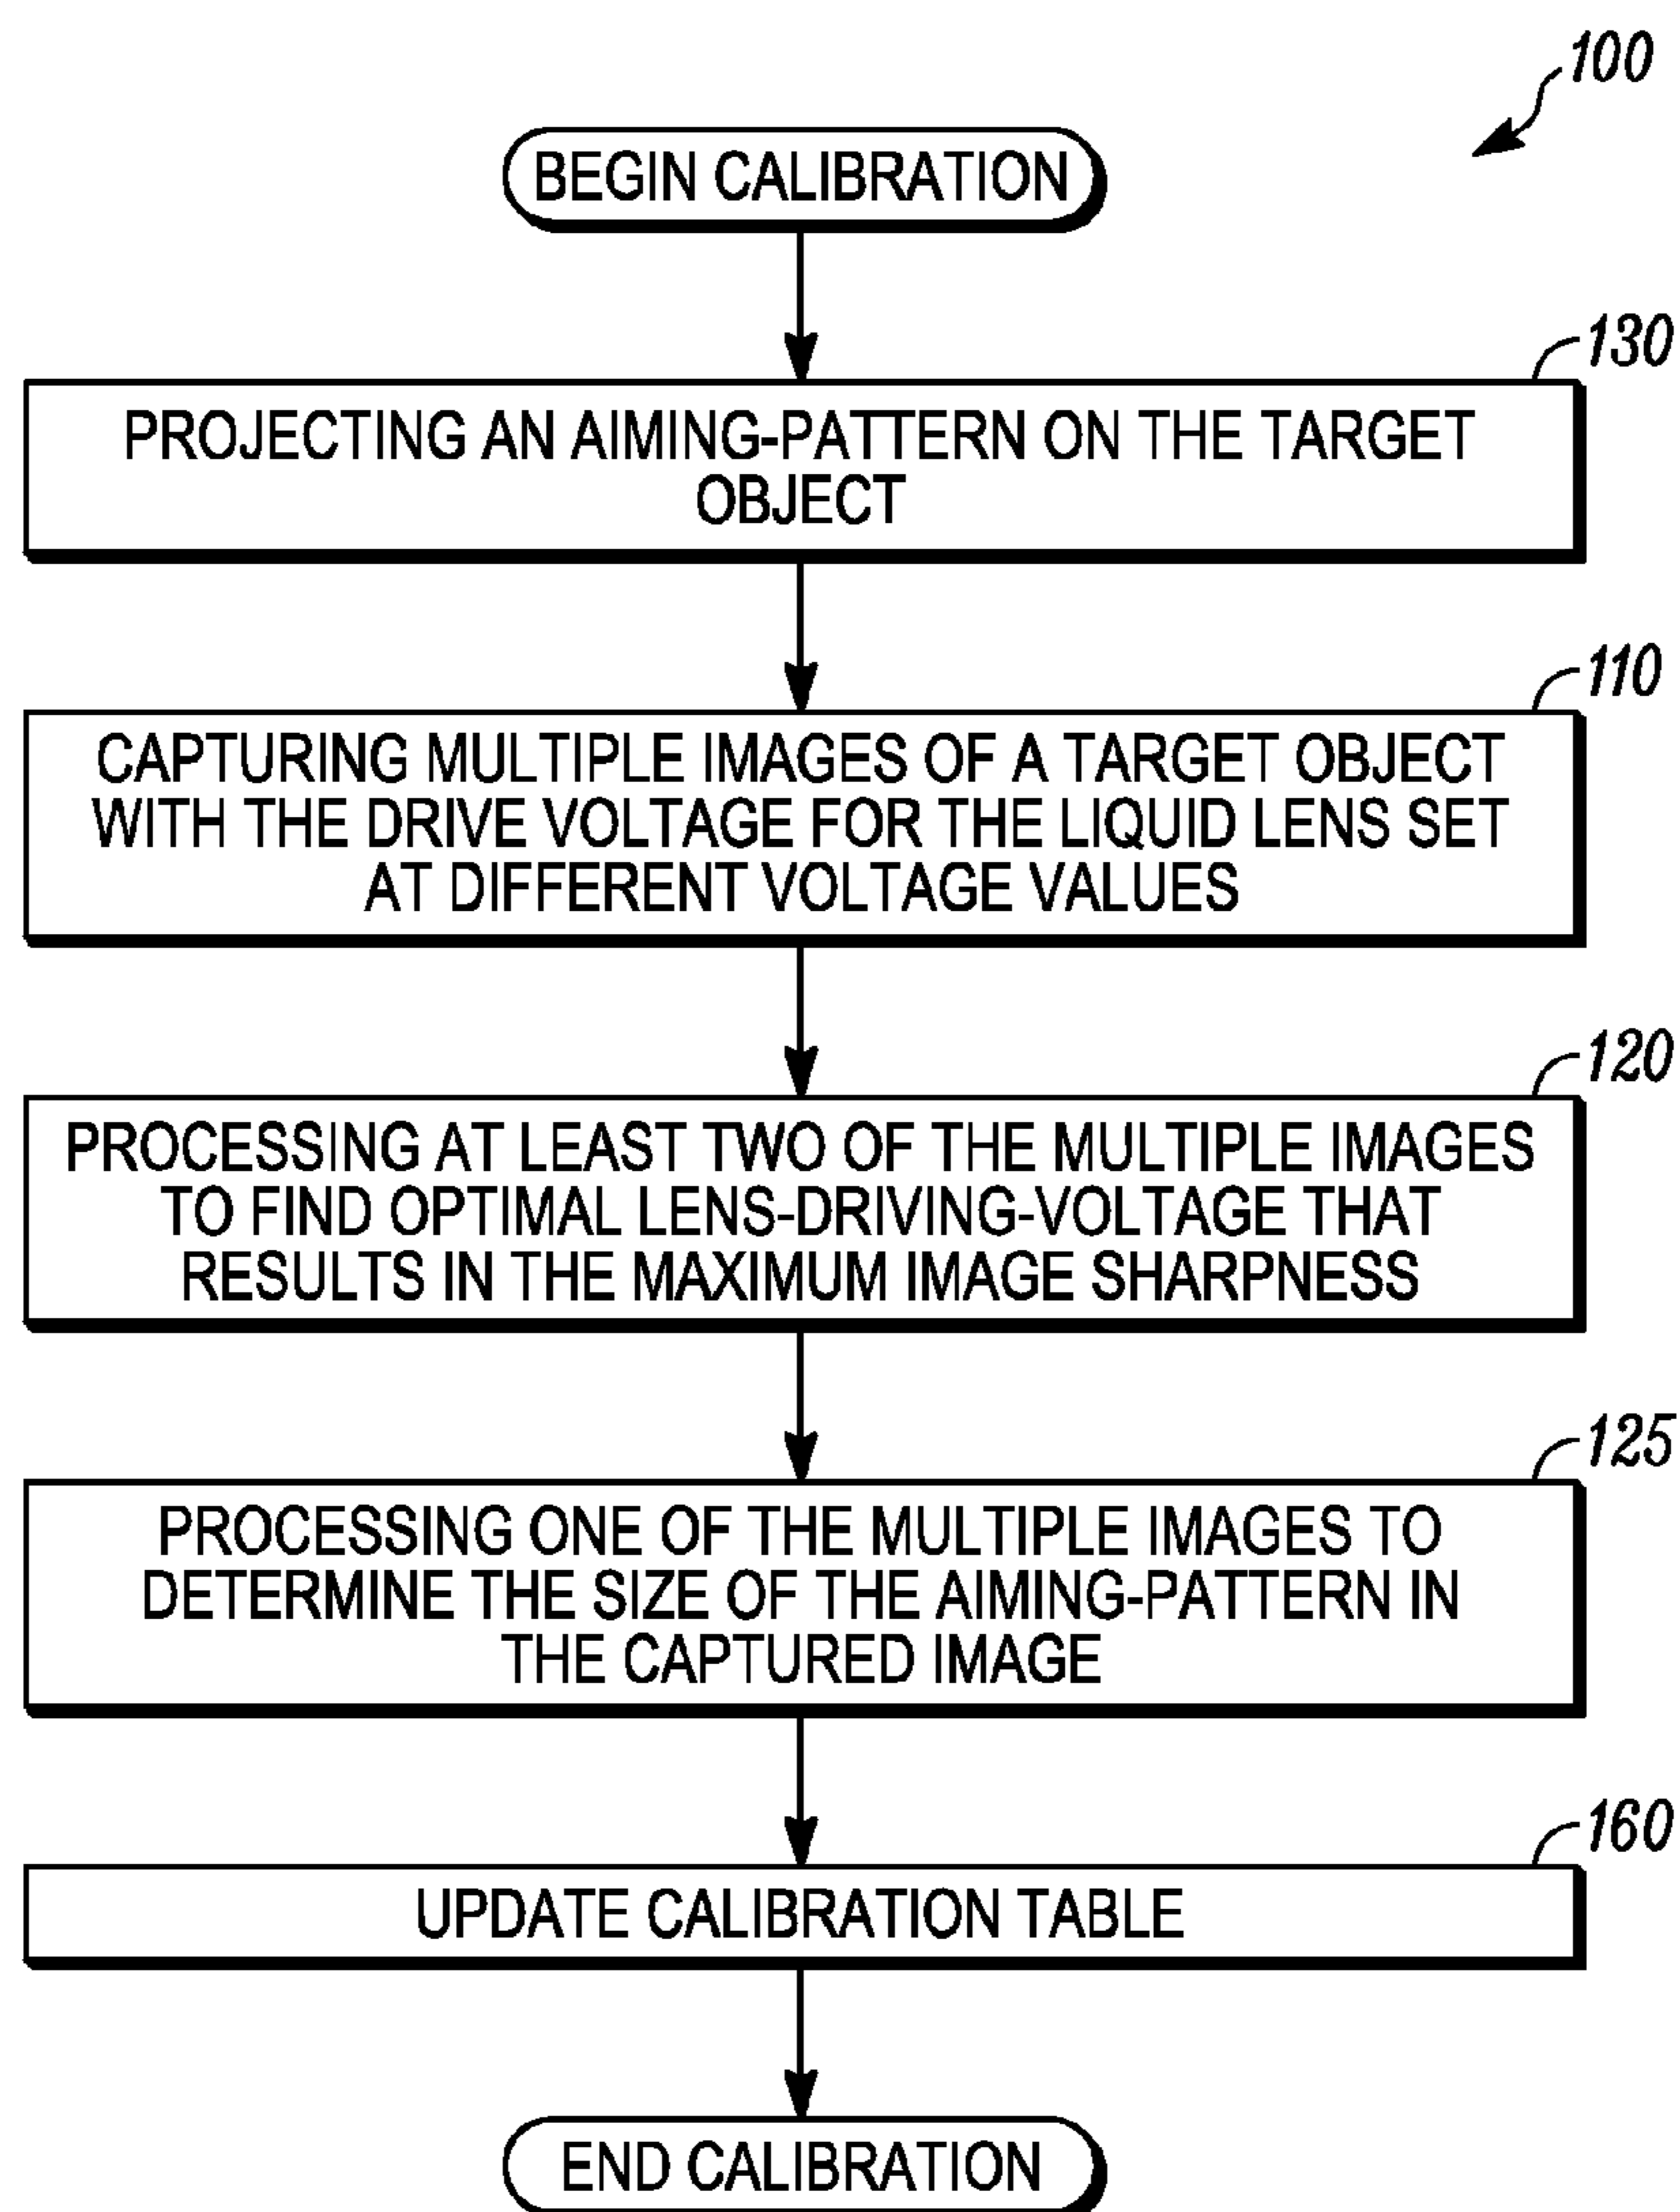 100
BEGIN CALIBRATION
130
PROJECTING AN AIMING-PATTERN ON THE TARGET
OBJECT
110
CAPTURING MULTIPLE IMAGES OF A TARGET OBJECT
WITH THE DRIVE VOLTAGE FOR THE LIQUID LENS SET
AT DIFFERENT VOLTAGE VALUES
120
PROCESSING AT LEAST TWO OF THE MULTIPLE IMAGES
TO FIND OPTIMAL LENS-DRIVING-VOLTAGE THAT
RESULTS IN THE MAXIMUM IMAGE SHARPNESS
125
PROCESSING ONE OF THE MULTIPLE IMAGES TO
DETERMINE THE SIZE OF THE AIMING-PATTERN IN
THE CAPTURED IMAGE
160
UPDATE CALIBRATION TABLE
END CALIBRATION